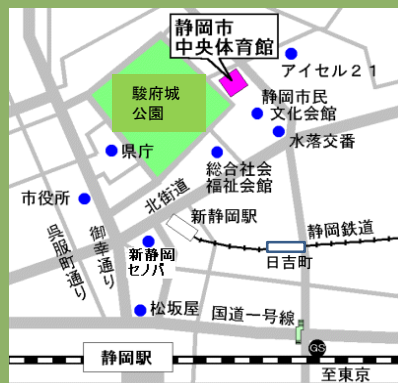 静岡市
中央体育館
アイセル２１
駿府城
公園
静岡市民
文化会館
水落交番
県庁
総合社会
福祉会館
北街道
市役所
新静岡駅
静岡鉄道
呉服町通り
御幸通り
新静岡
セノバ
日吉町
松坂屋
国道一号線
GS
静岡駅
至東京